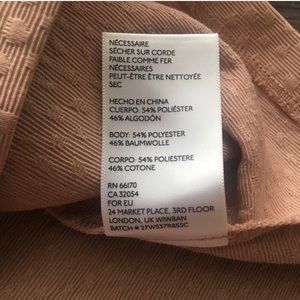 NÉCESSAIRE
SÉCHER SUR CORDE
FAIBLE COMME FER
NÉCESSAIRES
PEUT-ÊTRE ÊTRE NETTOYÉE
SEC
HECHO EN CHINA
CUERPO: 54% POLIÉSTER
46% ALGODÓN
BODY: 54% POLYESTER
46% BAUMWOLLE
CORPO: 54% POLIESTERE
46% COTONE
RN 66170
CA 32054
FOR EU
24 MARKET PLACE, 3RD FLOOR
LONDON, UK W1W8AN
BATCH # 27W537R855C